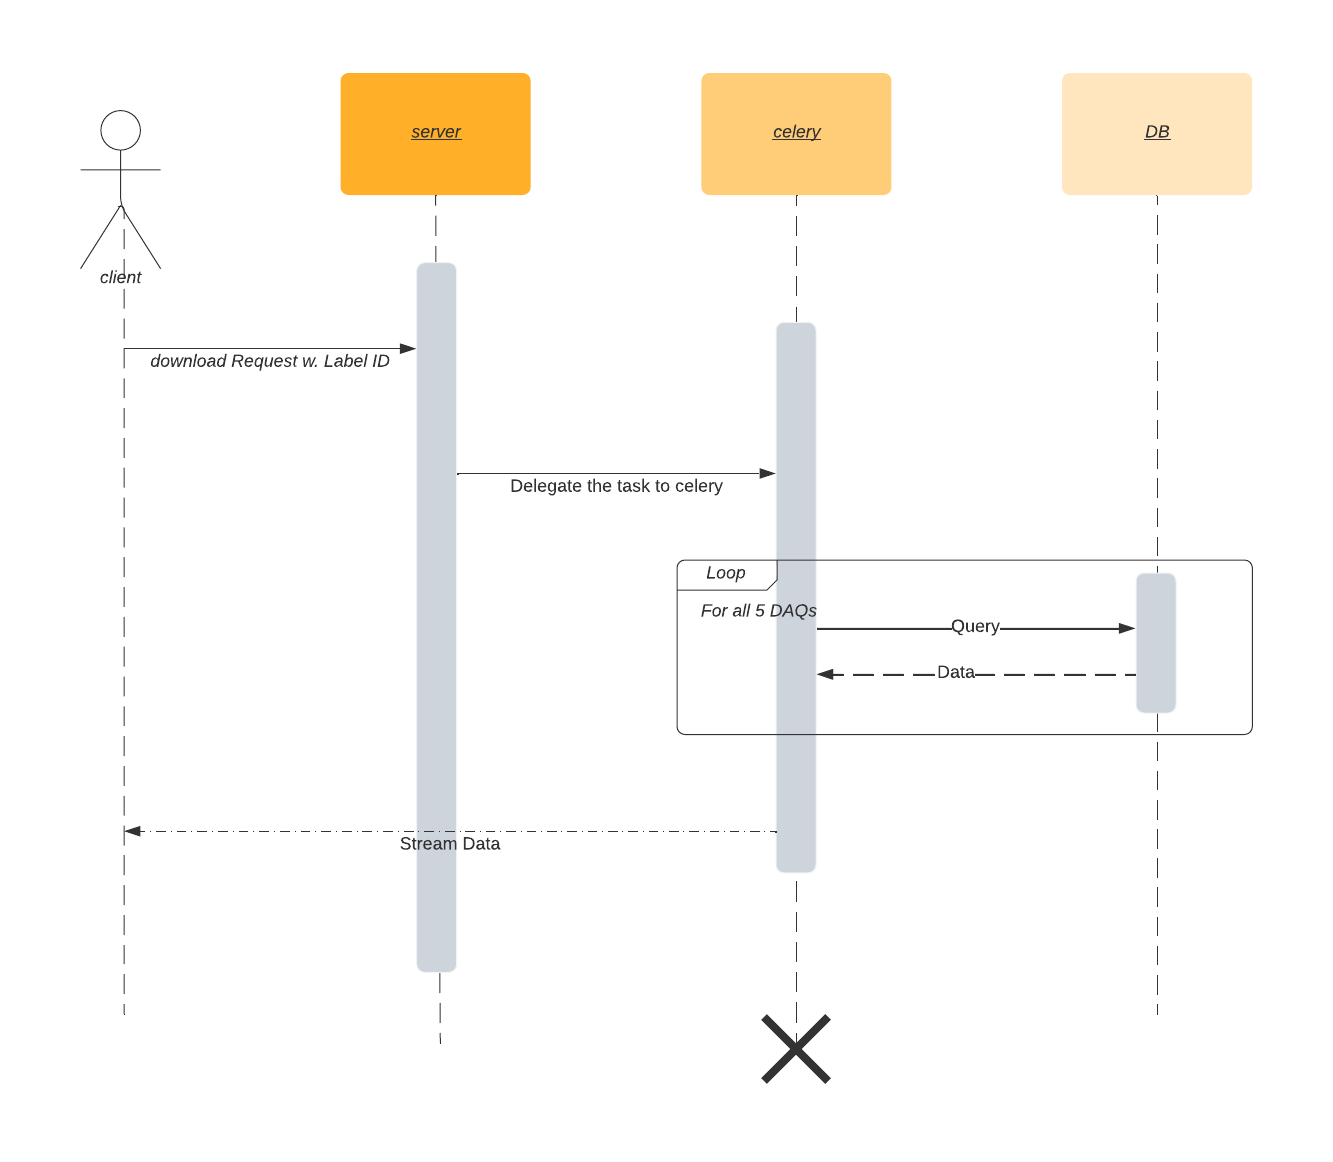 server
celery
DB
client
download Request w. Label ID
Delegate the task to celery
Loop
For all 5 DAQs
Query
Data
Stream Data